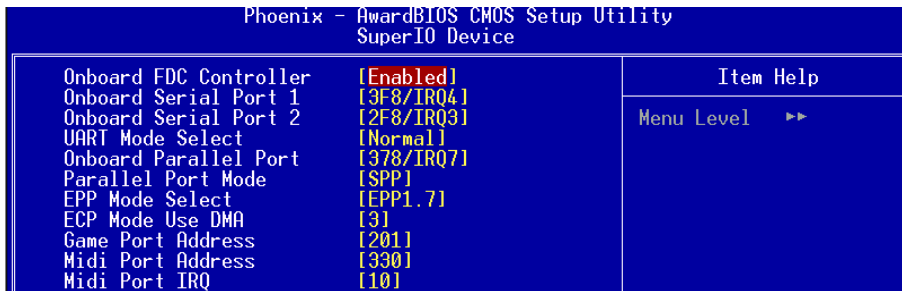 Phoenix - AwardBIOS CMOS Setup Utility
SuperIO Device
Onboard FDC Controller [Enabled]
Onboard Serial Port 1 [3F8/IRQ4]
Onboard Serial Port 2 [2F8/IRQ3]
UART Mode Select [Normal]
Onboard Parallel Port [378/IRQ7]
Parallel Port Mode [SPP]
EPP Mode Select [EPP1.7]
ECP Mode Use DMA [3]
Game Port Address [201]
Midi Port Address [330]
Midi Port IRQ [10]
Item Help
Menu Level ►►